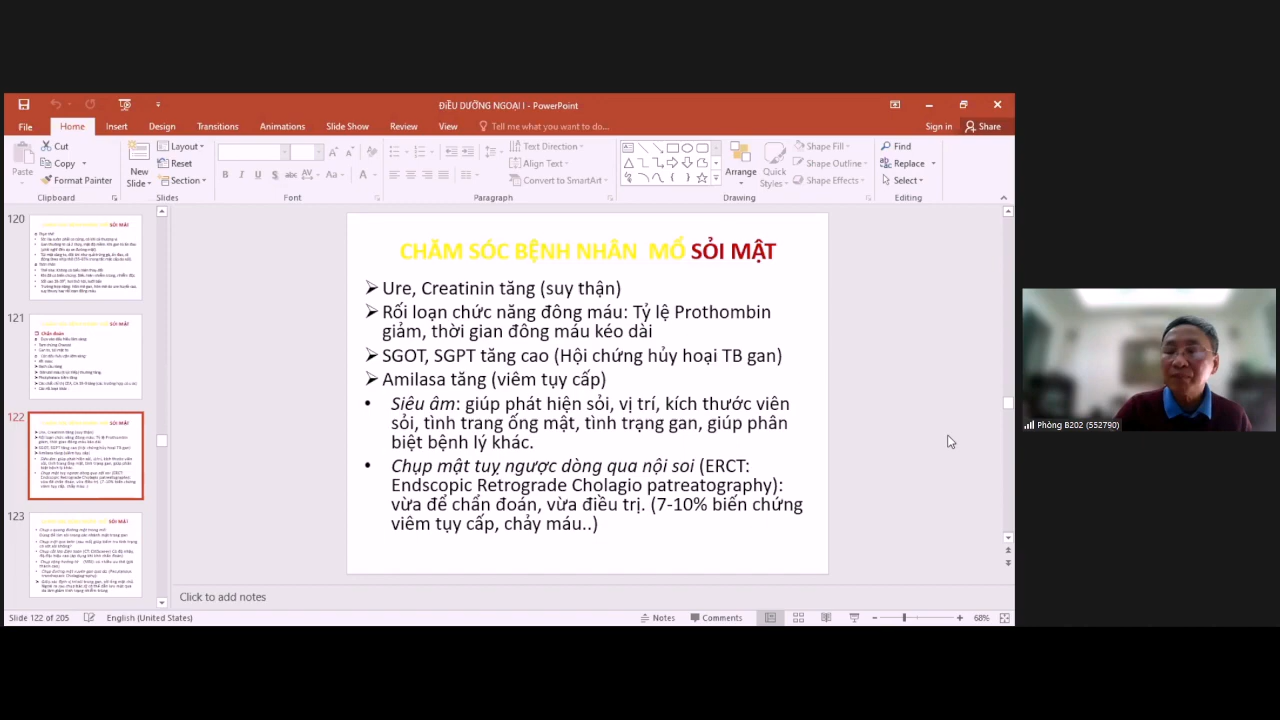 ĐIỀU DƯỠNG NGOẠI I - PowerPoint
File Home Insert Design Transitions Animations Slide Show Review View Tell me what you want to do... Sign in Share
Paste
Cut
Copy
Format Painter
Clipboard
New Slide
Layout
Reset
Section
Slides
Font
Text Direction
Align Text
Convert to SmartArt
Paragraph
Arrange
Quick Styles
Shape Fill
Shape Outline
Shape Effects
Drawing
Find
Replace
Select
Editing
120
121
122
123
CHĂM SÓC BỆNH NHÂN MỔ SỎI MẬT
➢ Ure, Creatinin tăng (suy thận)
➢ Rối loạn chức năng đông máu: Tỷ lệ Prothombin
giảm, thời gian đông máu kéo dài
➢ SGOT, SGPT tăng cao (Hội chứng hủy hoại TB gan)
➢ Amilasa tăng (viêm tụy cấp)
• Siêu âm: giúp phát hiện sỏi, vị trí, kích thước viên
sỏi, tình trạng ống mật, tình trạng gan, giúp phân
biệt bệnh lý khác.
• Chụp mật tụy ngược dòng qua nội soi (ERCT:
Endscopic Retrograde Cholagio patreatography):
vừa để chẩn đoán, vừa điều trị. (7-10% biến chứng
viêm tụy cấp, chảy máu..)
Phòng B202 (552790)
Click to add notes
Slide 122 of 205 English (United States) Notes Comments 68%